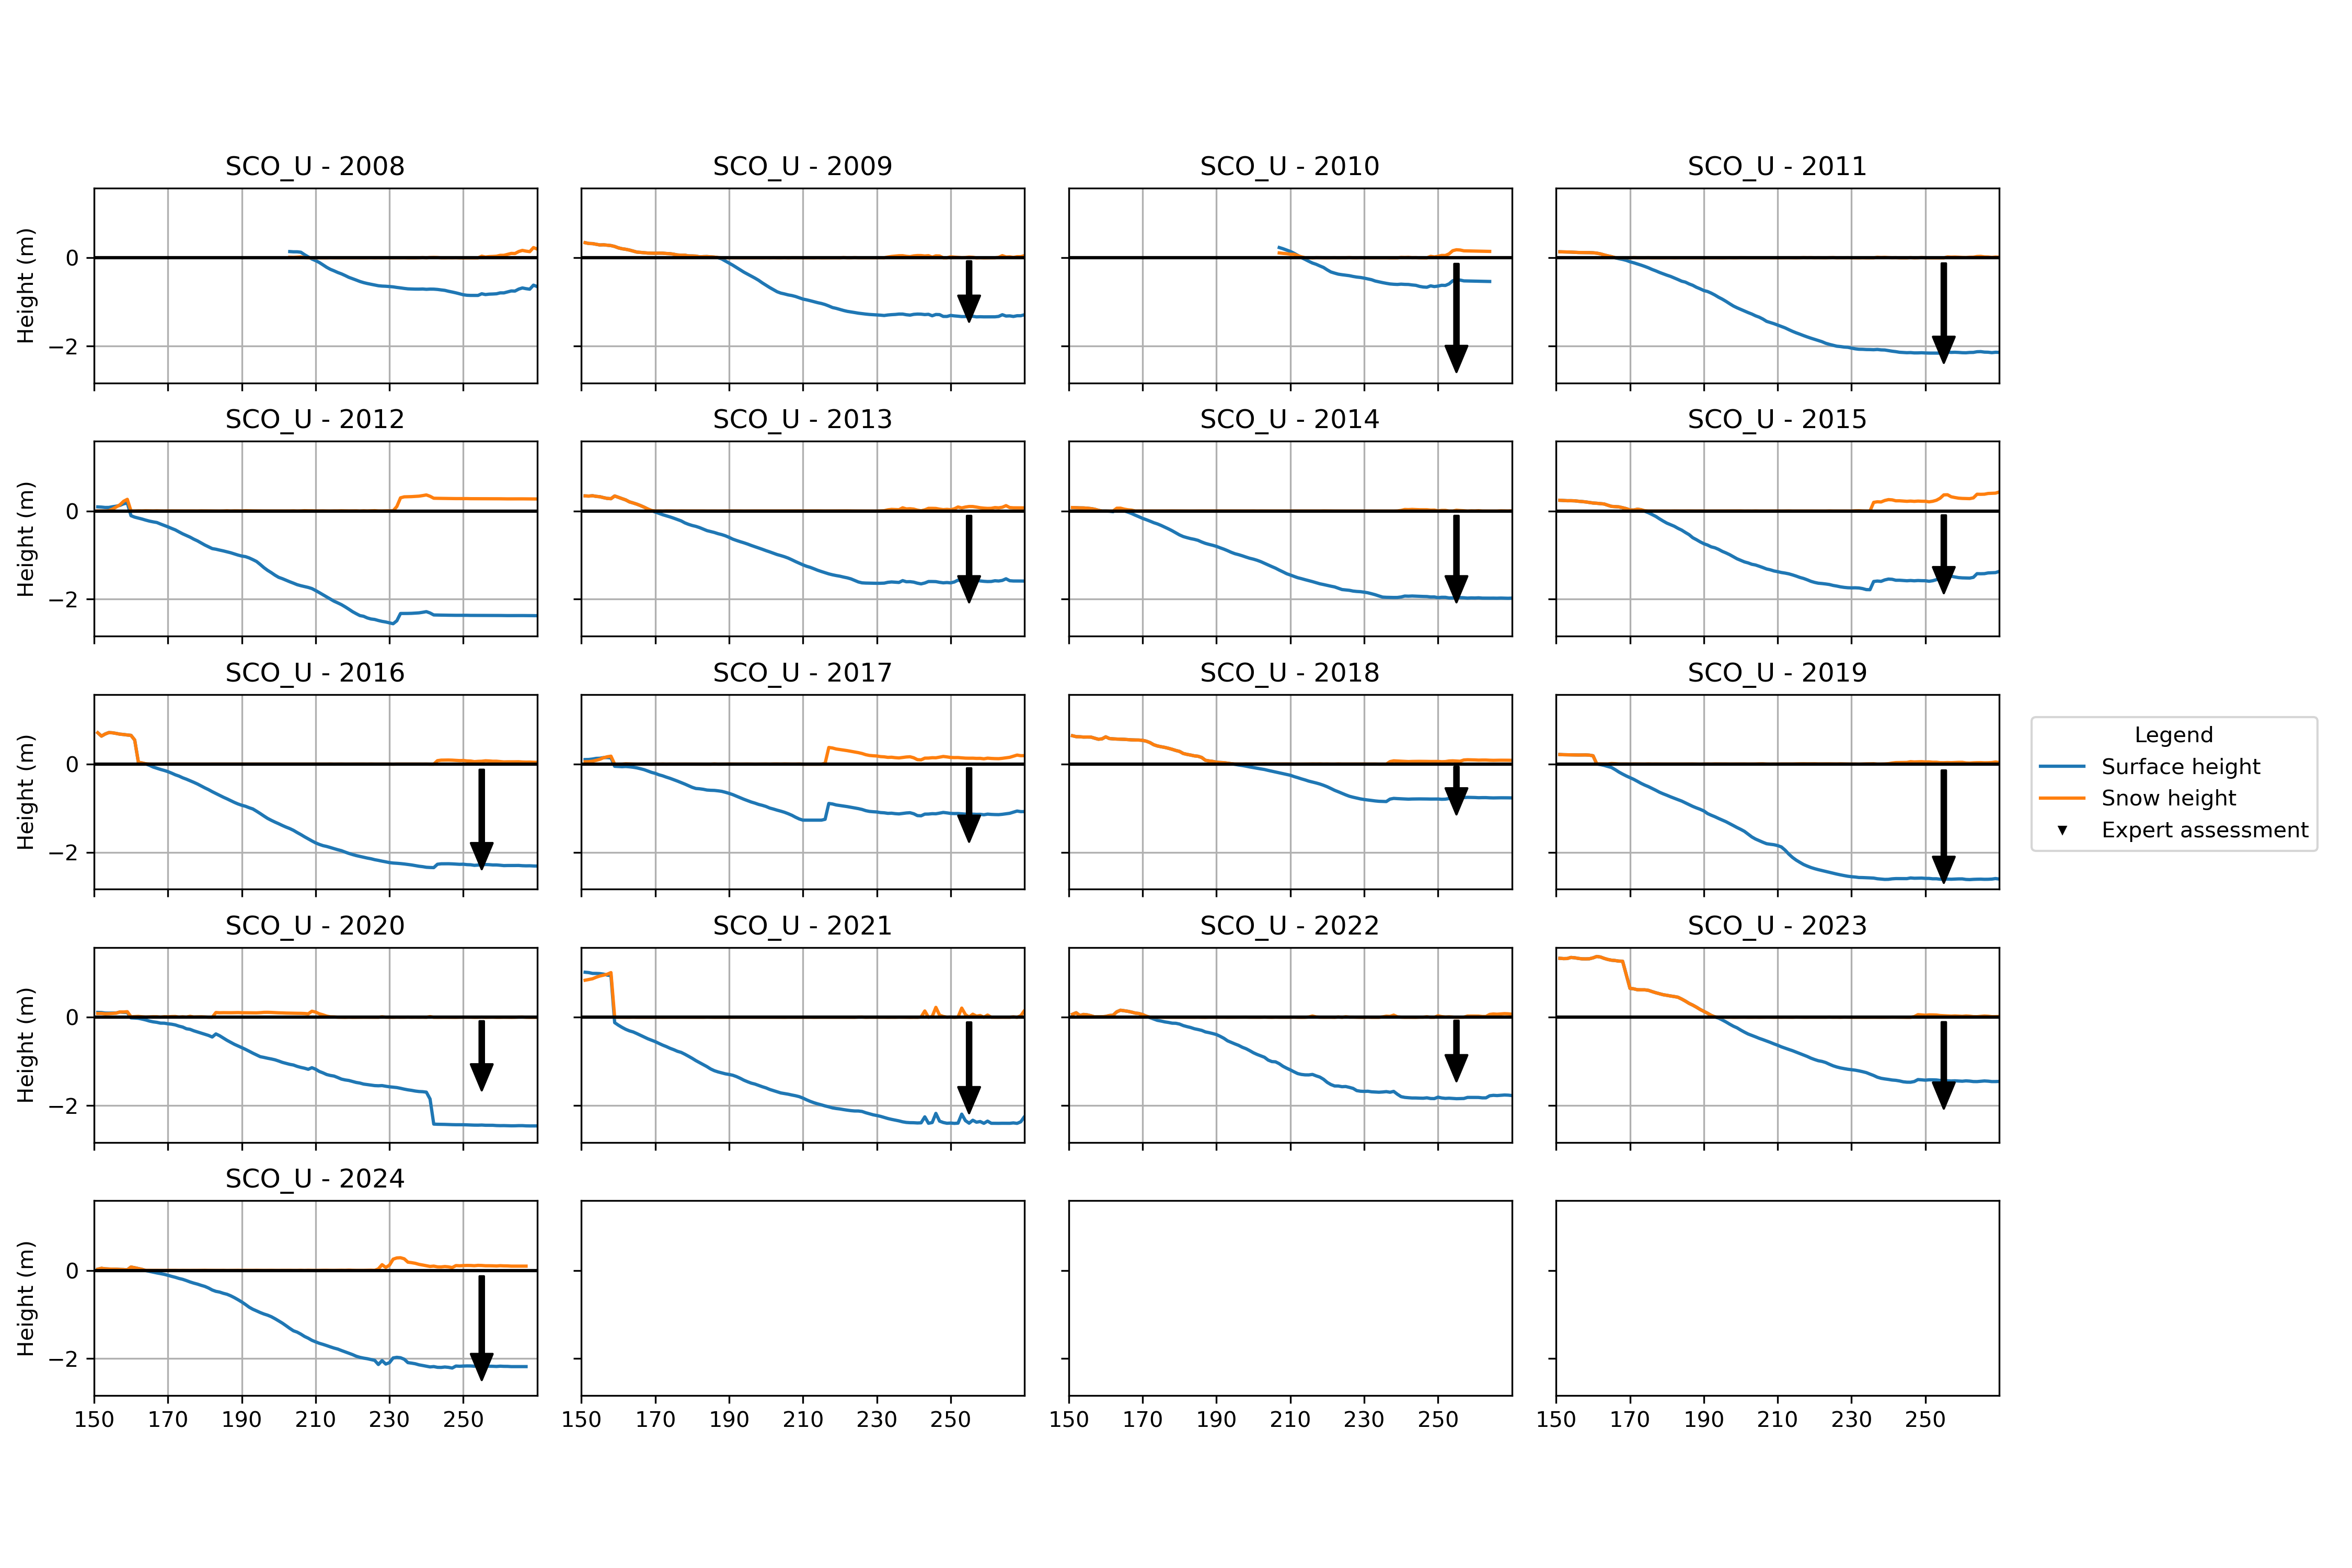 SCO_U - 2008
SCO_U - 2009
SCO_U - 2010
SCO_U - 2011
Height (m)
0
−2
SCO_U - 2012
SCO_U - 2013
SCO_U - 2014
SCO_U - 2015
Height (m)
0
−2
SCO_U - 2016
SCO_U - 2017
SCO_U - 2018
SCO_U - 2019
Height (m)
0
−2
Legend
Surface height
Snow height
Expert assessment
SCO_U - 2020
SCO_U - 2021
SCO_U - 2022
SCO_U - 2023
Height (m)
0
−2
SCO_U - 2024
Height (m)
0
−2
150 170 190 210 230 250
150 170 190 210 230 250
150 170 190 210 230 250
150 170 190 210 230 250